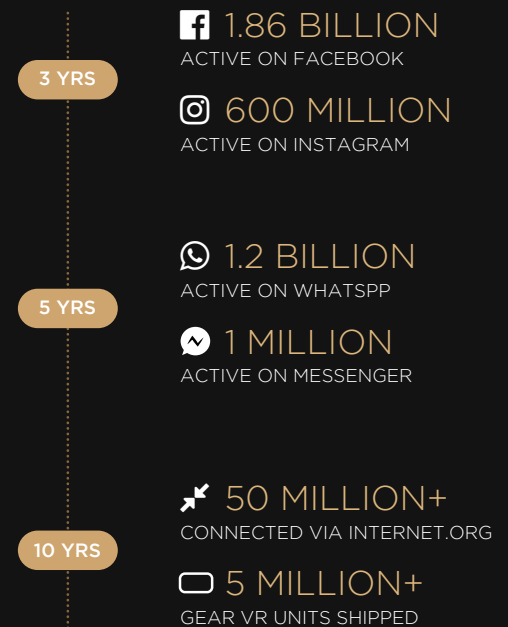 1.86 BILLION
ACTIVE ON FACEBOOK
3 YRS
600 MILLION
ACTIVE ON INSTAGRAM
1.2 BILLION
ACTIVE ON WHATSPP
5 YRS
1 MILLION
ACTIVE ON MESSENGER
50 MILLION+
CONNECTED VIA INTERNET.ORG
10 YRS
5 MILLION+
GEAR VR UNITS SHIPPED